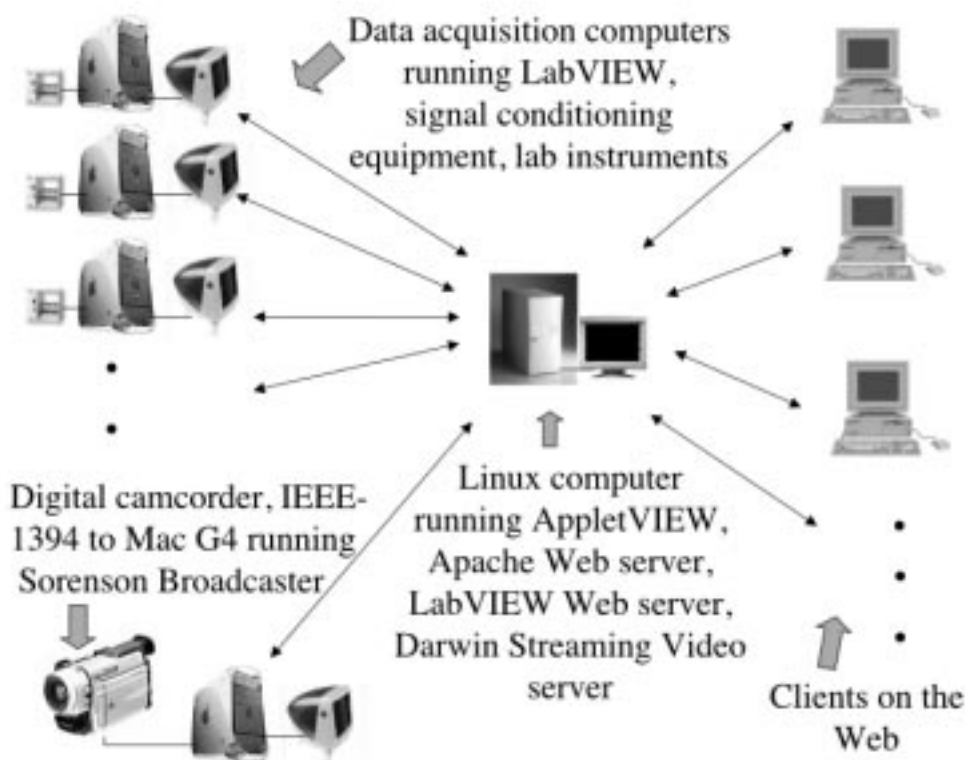 Data acquisition computers
running LabVIEW,
signal conditioning
equipment, lab instruments
Digital camcorder, IEEE-
1394 to Mac G4 running
Sorenson Broadcaster
Linux computer
running AppletVIEW,
Apache Web server,
LabVIEW Web server,
Darwin Streaming Video
server
Clients on the
Web